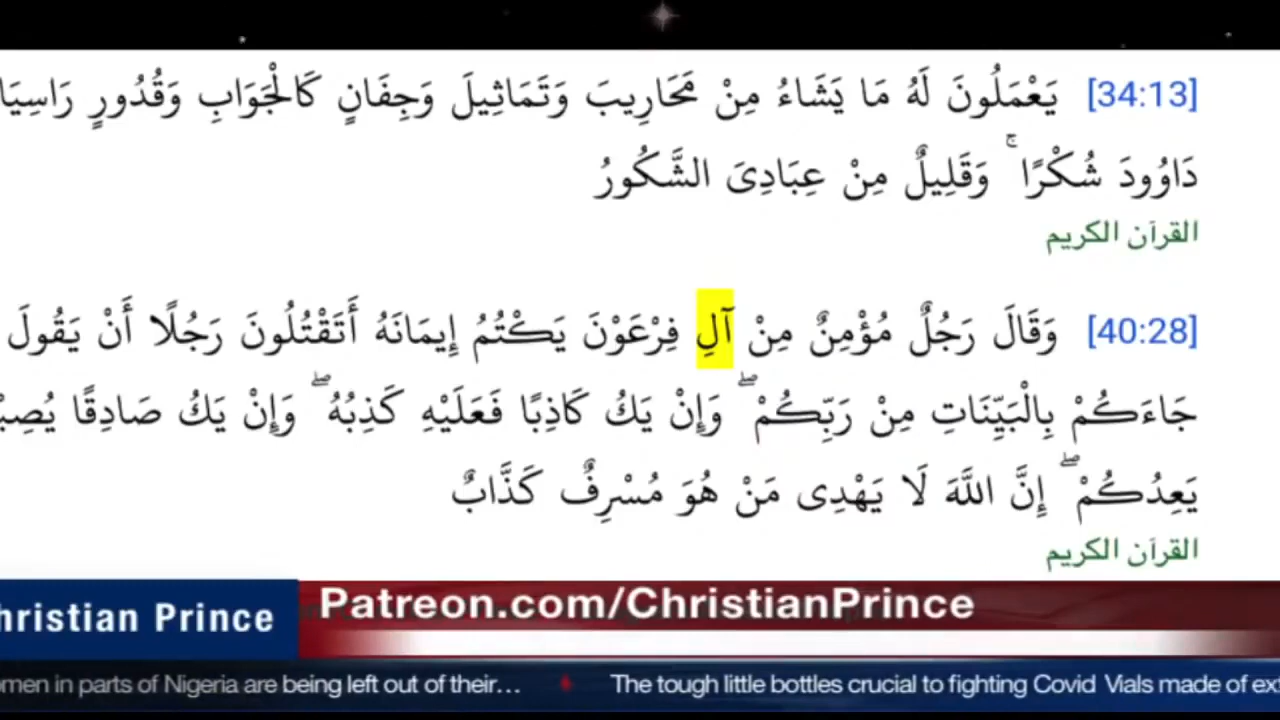 [34:13] يَعْمَلُونَ لَهُ مَا يَشَاءُ مِنْ مَحَارِيبَ وَتَمَاثِيلَ وَجِفَانٍ كَالْجَوَابِ وَقُدُورٍ رَاسِيَا
دَاوُودَ شُكْرًا ۚ وَقَلِيلٌ مِنْ عِبَادِىَ الشَّكُورُ
القرآن الكريم
[40:28] وَقَالَ رَجُلٌ مُؤْمِنٌ مِنْ آلِ فِرْعَوْنَ يَكْتُمُ إِيمَانَهُ أَتَقْتُلُونَ رَجُلًا أَنْ يَقُولَ
جَاءَكُمْ بِالْبَيِّنَاتِ مِنْ رَبِّكُمْ ۖ وَإِنْ يَكُ كَاذِبًا فَعَلَيْهِ كَذِبُهُ ۖ وَإِنْ يَكُ صَادِقًا يُصِبْ
يَعِدُكُمْ ۖ إِنَّ اللَّهَ لَا يَهْدِى مَنْ هُوَ مُسْرِفٌ كَذَّابٌ
القرآن الكريم
hristian Prince
Patreon.com/ChristianPrince
omen in parts of Nigeria are being left out of their... The tough little bottles crucial to fighting Covid Vials made of ex